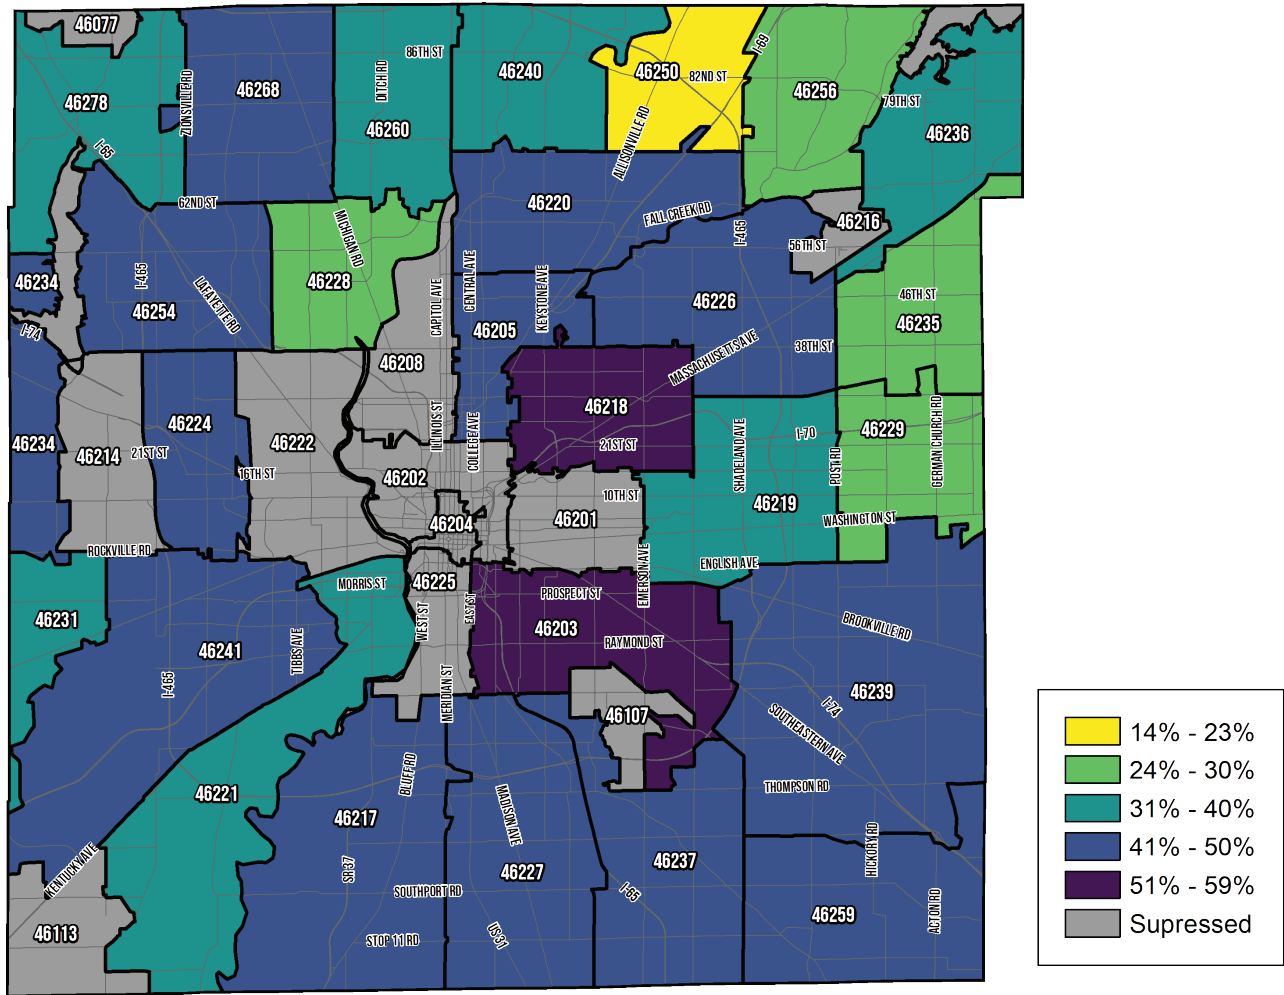 46077
86TH ST
I-69
46240
46250
82ND ST
46268
DITCH RD
46256
46278
ZIONSVILLE RD
79TH ST
46260
ALLISONVILLE RD
46236
I-65
62ND ST
46220
FALL CREEK RD
46216
MICHIGAN RD
I-465
56TH ST
46234
I-465
46228
CENTRAL AVE
KEYSTONE AVE
46226
46TH ST
LAFAYETTE RD
CAPITOL AVE
46254
46205
46235
I-74
38TH ST
MASSACHUSETTS AVE
46208
46218
46224
ILLINOIS ST
COLLEGE AVE
46234
46222
21ST ST
I-70
46229
GERMAN CHURCH RD
46214
21ST ST
SHADELAND AVE
POST RD
16TH ST
46202
10TH ST
46219
46204
46201
WASHINGTON ST
ROCKVILLE RD
ENGLISH AVE
MORRIS ST
46225
EMERSON AVE
PROSPECT ST
46231
WEST ST
EAST ST
46203
BROOKVILLE RD
46241
TIBBS AVE
RAYMOND ST
I-465
MERIDIAN ST
46239
46107
I-74
SOUTHEASTERN AVE
BLUFF RD
46221
THOMPSON RD
46217
MADISON AVE
KENTUCKY AVE
SR 37
46227
46237
HICKORY RD
SOUTHPORT RD
I-65
46259
ACTON RD
46113
STOP 11 RD
US 31
14% - 23%
24% - 30%
31% - 40%
41% - 50%
51% - 59%
Supressed